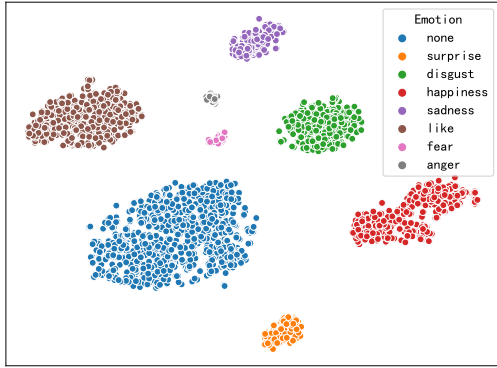 Emotion
none
surprise
disgust
happiness
sadness
like
fear
anger